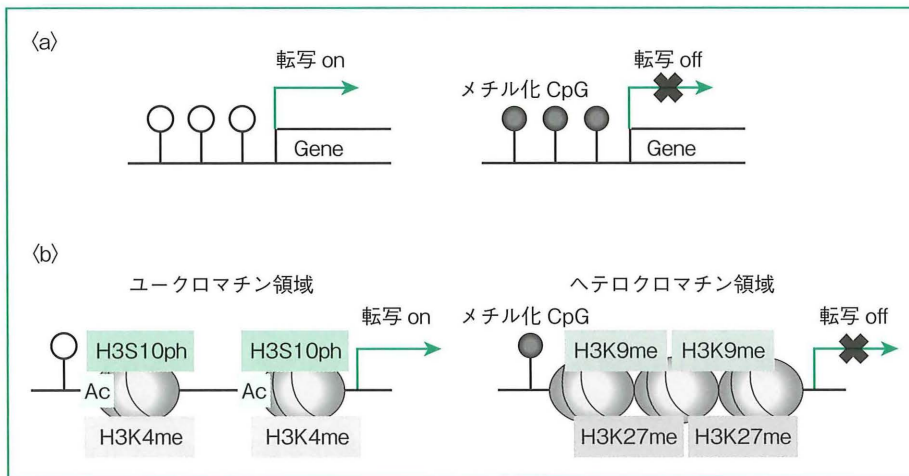 〈a〉
転写 on
Gene
転写 off
メチル化 CpG
Gene
〈b〉
ユークロマチン領域
転写 on
H3S10ph
H3S10ph
Ac
Ac
H3K4me
H3K4me
ヘテロクロマチン領域
メチル化 CpG
転写 off
H3K9me
H3K9me
H3K27me
H3K27me